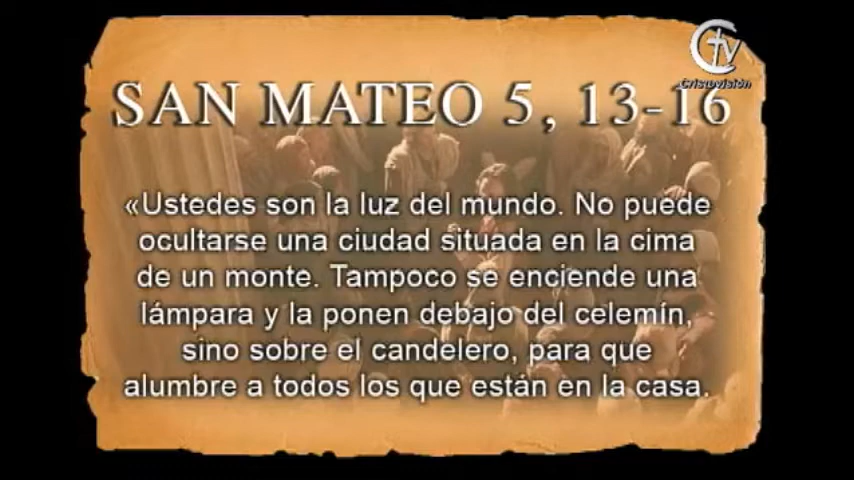 CTV
Cristovisión
SAN MATEO 5, 13-16
«Ustedes son la luz del mundo. No puede
ocultarse una ciudad situada en la cima
de un monte. Tampoco se enciende una
lámpara y la ponen debajo del celemín,
sino sobre el candelero, para que
alumbre a todos los que están en la casa.